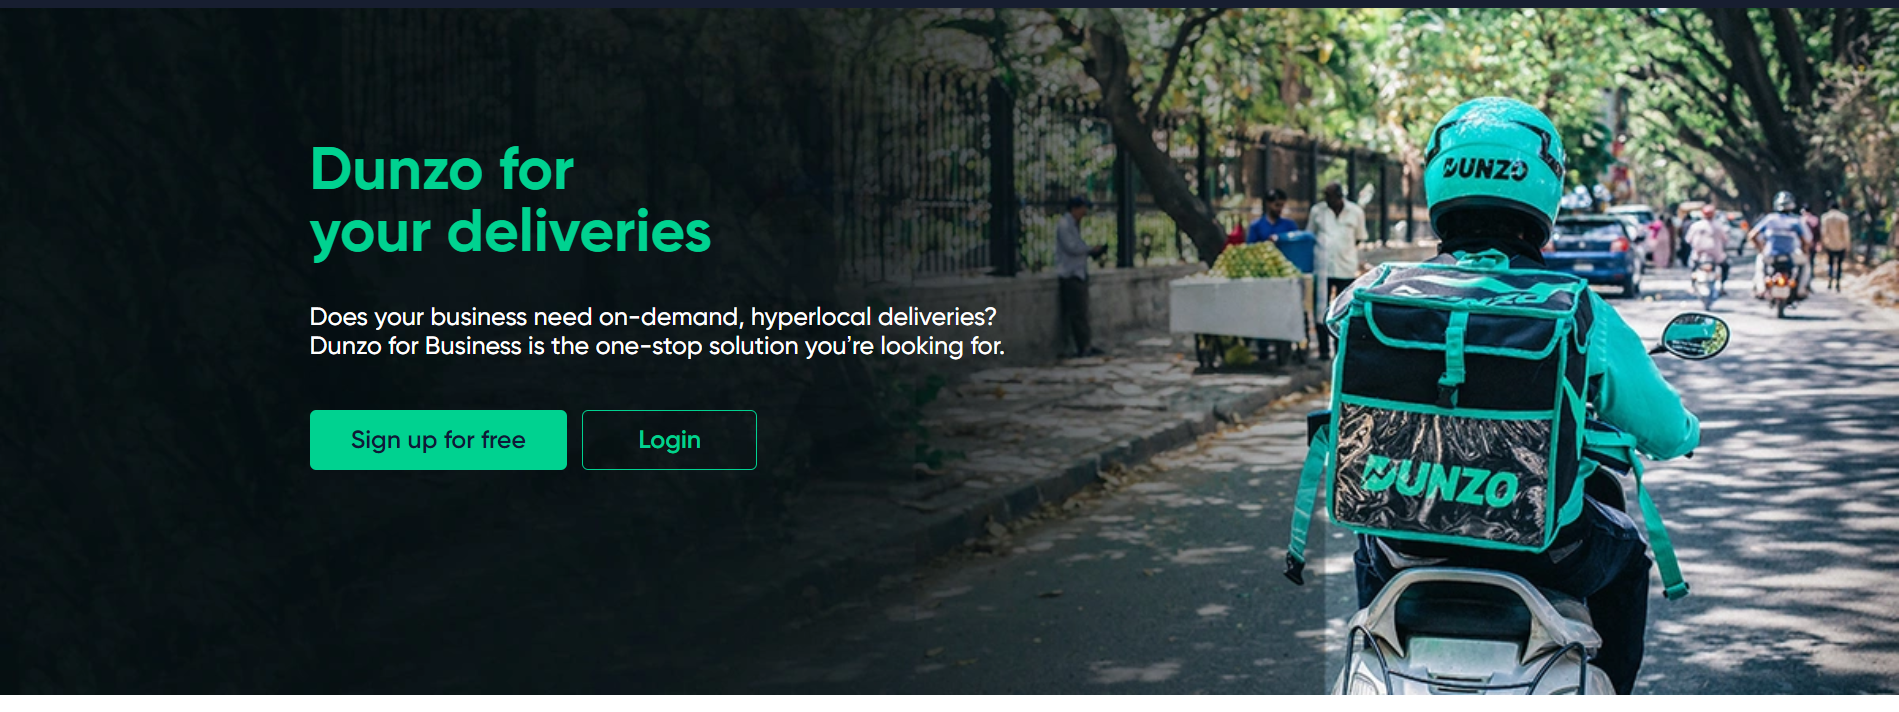 Dunzo for
your deliveries
Does your business need on-demand, hyperlocal deliveries?
Dunzo for Business is the one-stop solution you're looking for.
Sign up for free
Login
DUNZO
DUNZO
DUNZO